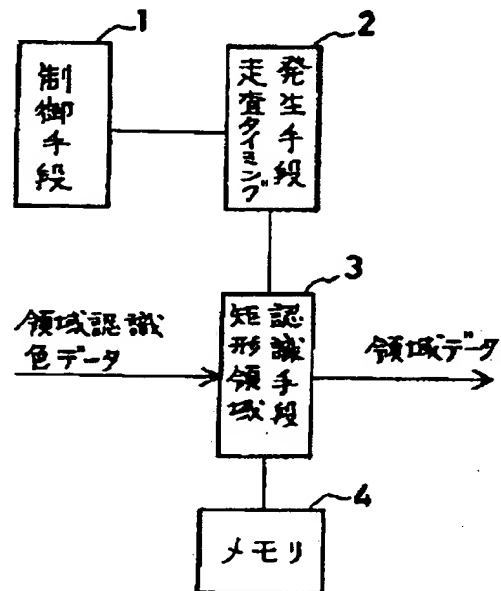 1
制御手段
2
発生手段
走査タイミング
領域認識
色データ
3
認識手段
矩形領域
領域データ
4
メモリ